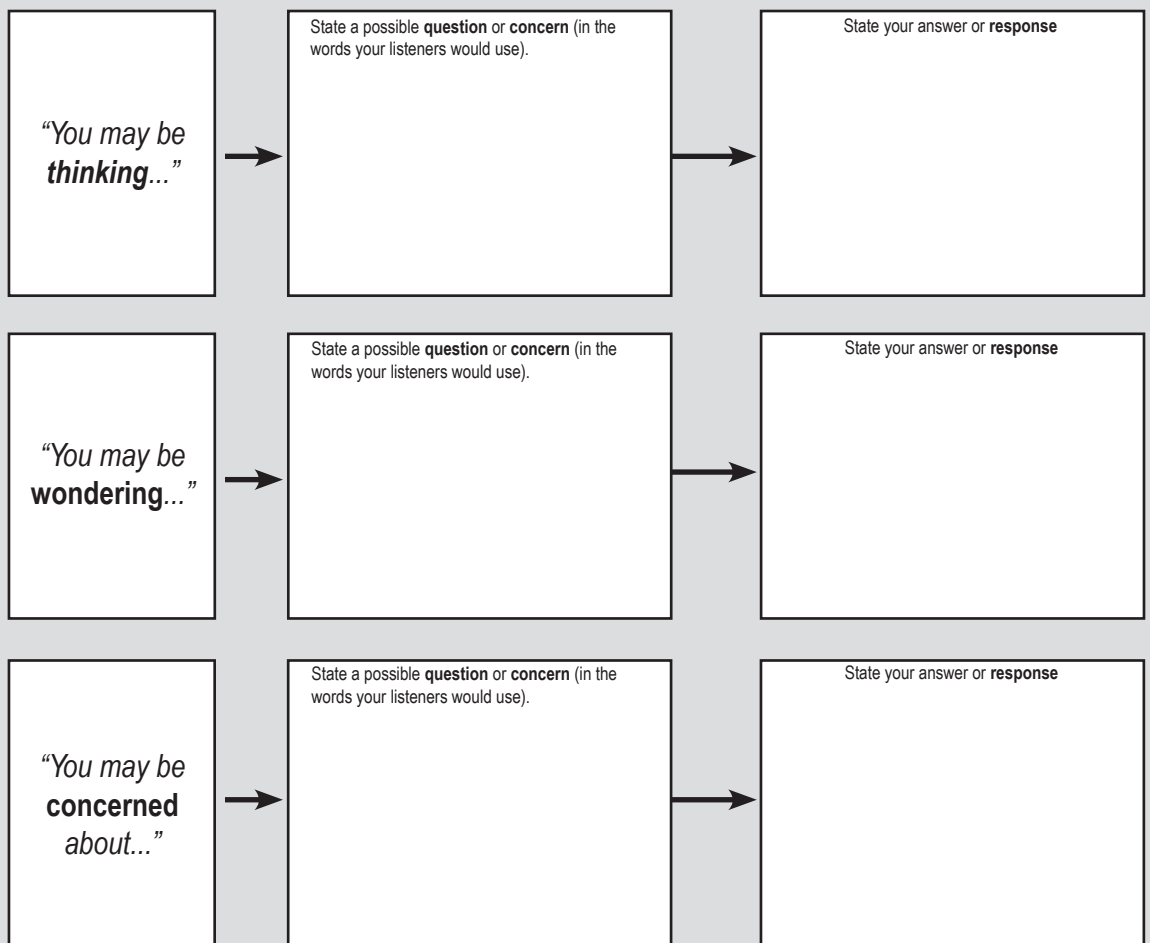 “You may be
thinking...”
State a possible question or concern (in the
words your listeners would use).
State your answer or response
“You may be
wondering...”
State a possible question or concern (in the
words your listeners would use).
State your answer or response
“You may be
concerned
about...”
State a possible question or concern (in the
words your listeners would use).
State your answer or response